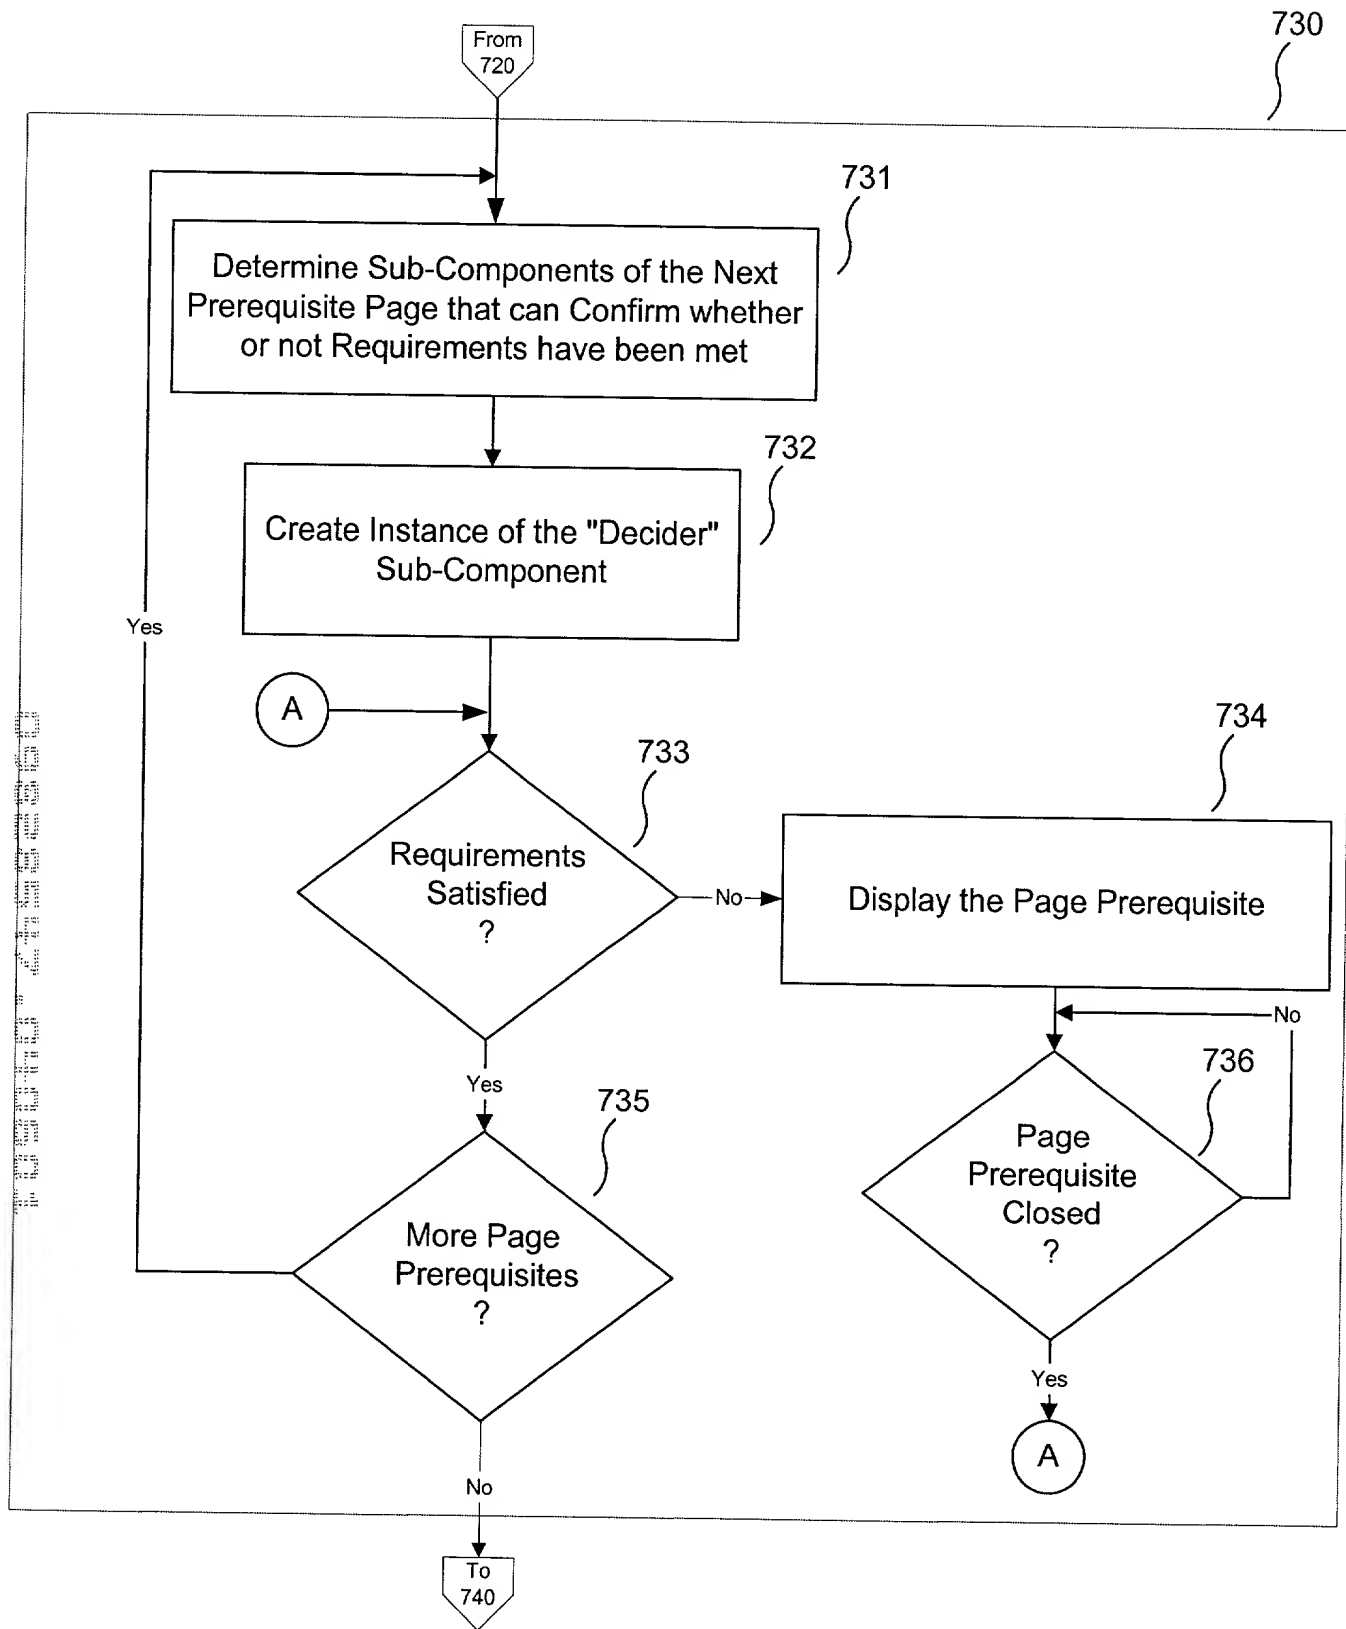 From
720
730
731
Determine Sub-Components of the Next
Prerequisite Page that can Confirm whether
or not Requirements have been met
732
Create Instance of the "Decider"
Sub-Component
Yes
A
733
734
Requirements
Satisfied
?
No
Display the Page Prerequisite
No
Yes
735
736
Page
Prerequisite
Closed
?
More Page
Prerequisites
?
Yes
A
No
To
740